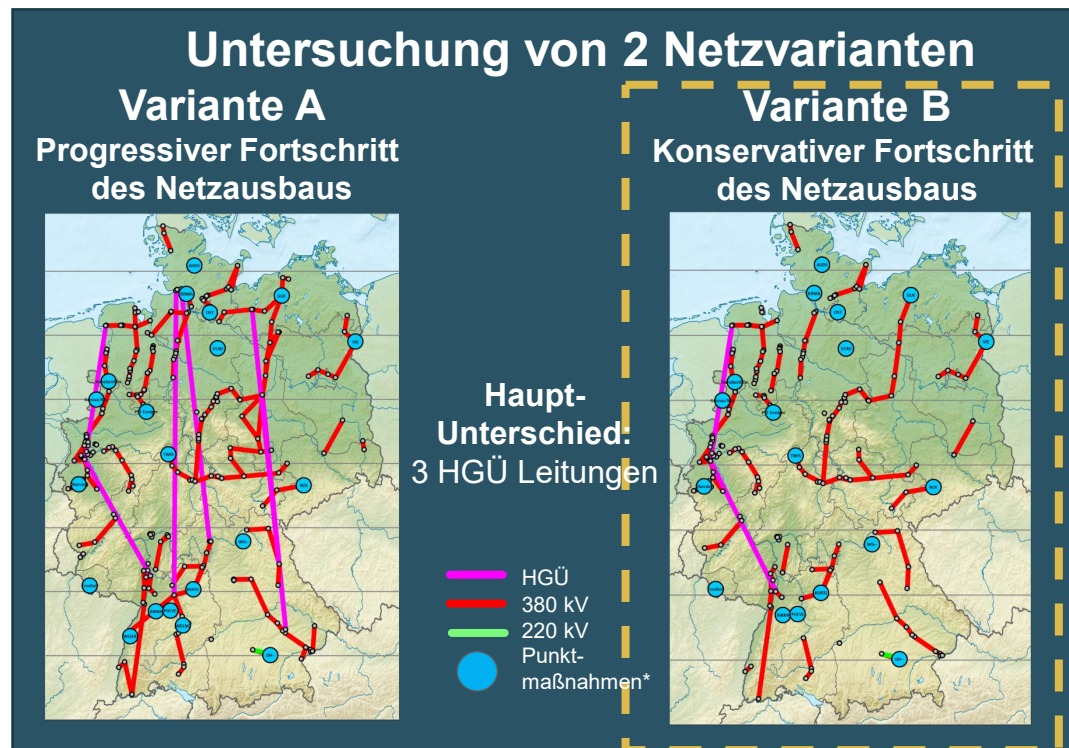 Untersuchung von 2 Netzvarianten
Variante A
Progressiver Fortschritt
des Netzausbaus
Variante B
Konservativer Fortschritt
des Netzausbaus
Haupt-
Unterschied:
3 HGÜ Leitungen
HGÜ
380 kV
220 kV
Punkt-
maßnahmen*